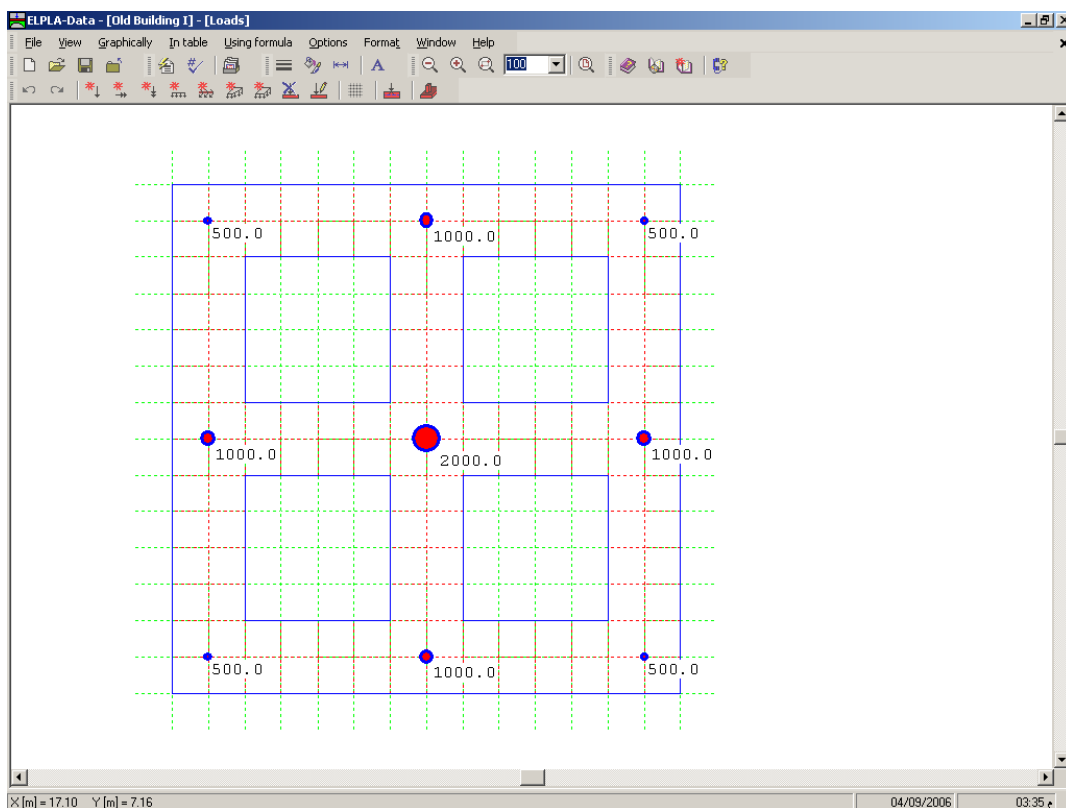 ELPLA-Data - [Old Building I] - [Loads]
File View Graphically In table Using formula Options Format Window Help
A 100
500.0 1000.0 500.0
1000.0 2000.0 1000.0
500.0 1000.0 500.0
X [m] = 17.10 Y [m] = 7.16 04/09/2006 03:35 م